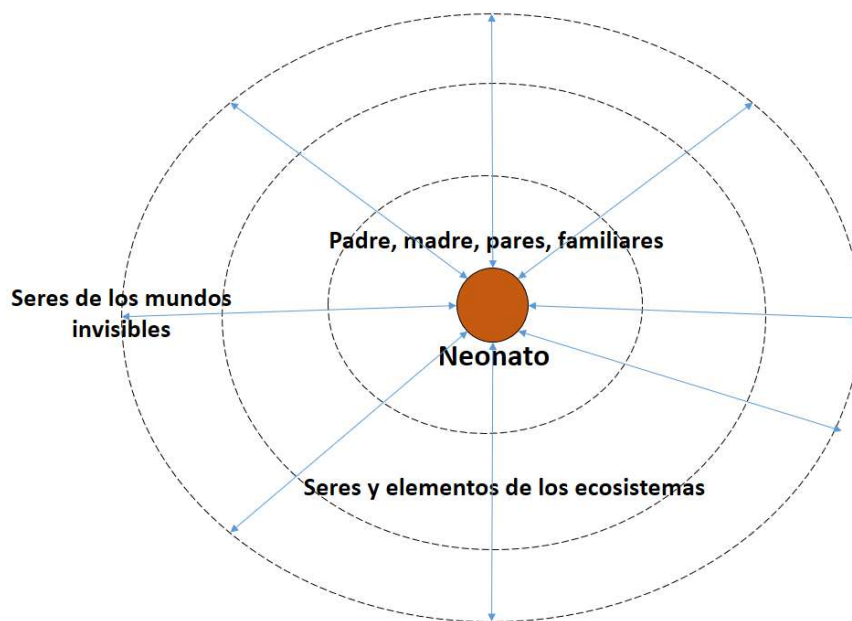 Padre, madre, pares, familiares
Seres de los mundos
invisibles
Neonato
Seres y elementos de los ecosistemas